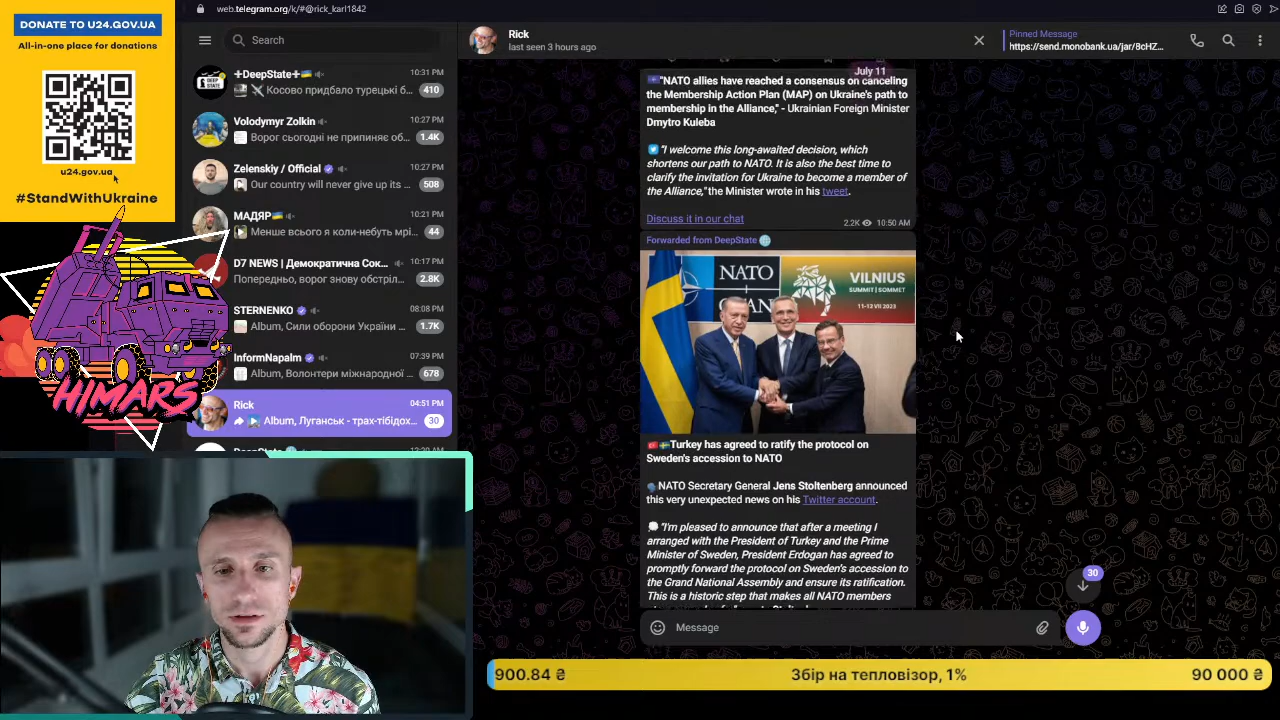 web.telegram.org/k/#@rick_karl1842
DONATE TO U24.GOV.UA
All-in-one place for donations
u24.gov.ua
#StandWithUkraine
HIMARS
Search
+DeepState+
10:31 PM
Косово придбало турецькі б...
410
Volodymyr Zolkin
10:27 PM
Ворог сьогодні не припиняє об...
1.4K
Zelenskiy / Official
10:27 PM
Our country will never give up its ...
508
МАДЯР
10:21 PM
Менше всього я коли-небуть мрі...
44
D7 NEWS | Демократична Сок...
10:17 PM
Попередньо, ворог знову обстріл...
2.8K
STERNENKO
08:08 PM
Album, Сили оборони України ...
1.7K
InformNapalm
07:39 PM
Album, Волонтери міжнародної ...
678
Rick
04:51 PM
Album, Луганськ - трах-тібідох...
30
Rick
last seen 3 hours ago
Pinned Message
https://send.monobank.ua/jar/8cHZ...
July 11
"NATO allies have reached a consensus on canceling
the Membership Action Plan (MAP) on Ukraine's path to
membership in the Alliance," - Ukrainian Foreign Minister
Dmytro Kuleba
"I welcome this long-awaited decision, which
shortens our path to NATO. It is also the best time to
clarify the invitation for Ukraine to become a member of
the Alliance," the Minister wrote in his tweet.
Discuss it in our chat
2.2K 10:50 AM
Forwarded from DeepState
NATO
OTAN
VILNIUS
SUMMIT | SOMMET
11-12 VII 2023
Turkey has agreed to ratify the protocol on
Sweden's accession to NATO
NATO Secretary General Jens Stoltenberg announced
this very unexpected news on his Twitter account.
"I'm pleased to announce that after a meeting I
arranged with the President of Turkey and the Prime
Minister of Sweden, President Erdogan has agreed to
promptly forward the protocol on Sweden's accession to
the Grand National Assembly and ensure its ratification.
This is a historic step that makes all NATO members
30
Message
900.84 ₴
Збір на тепловізор, 1%
90 000 ₴